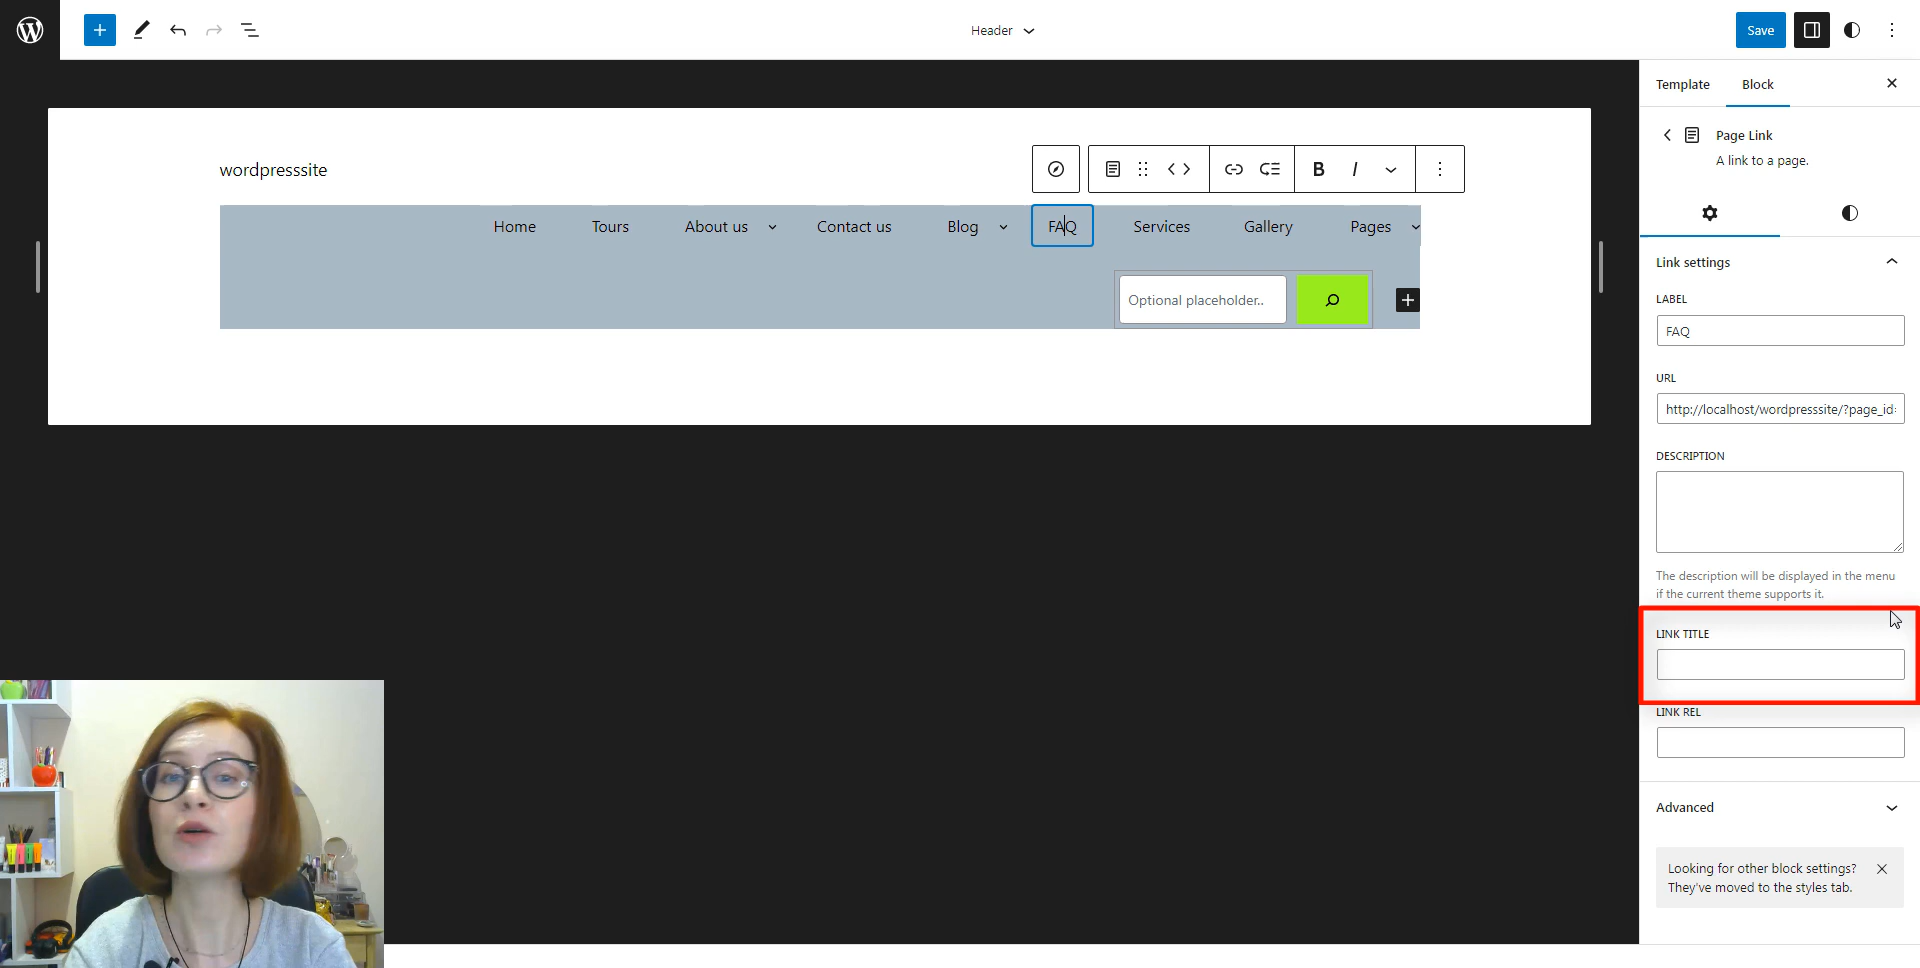 Header
Save
Template
Block
Page Link
A link to a page.
wordpresssite
B I
Home Tours About us Contact us Blog FAQ Services Gallery Pages
Optional placeholder..
Link settings
LABEL
FAQ
URL
http://localhost/wordpresssite/?page_id=
DESCRIPTION
The description will be displayed in the menu
if the current theme supports it.
LINK TITLE
LINK REL
Advanced
Looking for other block settings?
They've moved to the styles tab.